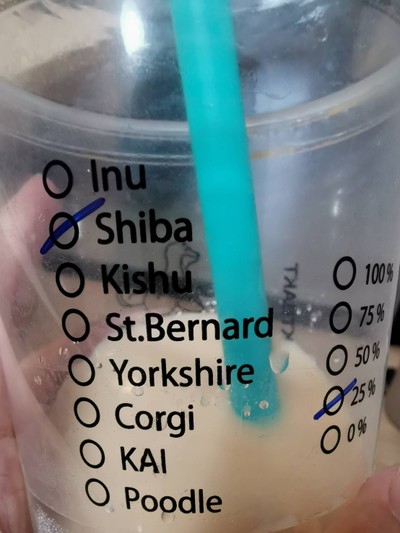 Inu
Shiba
Kishu
St.Bernard
Yorkshire
Corgi
KAI
Poodle
100%
75%
50%
25%
0%